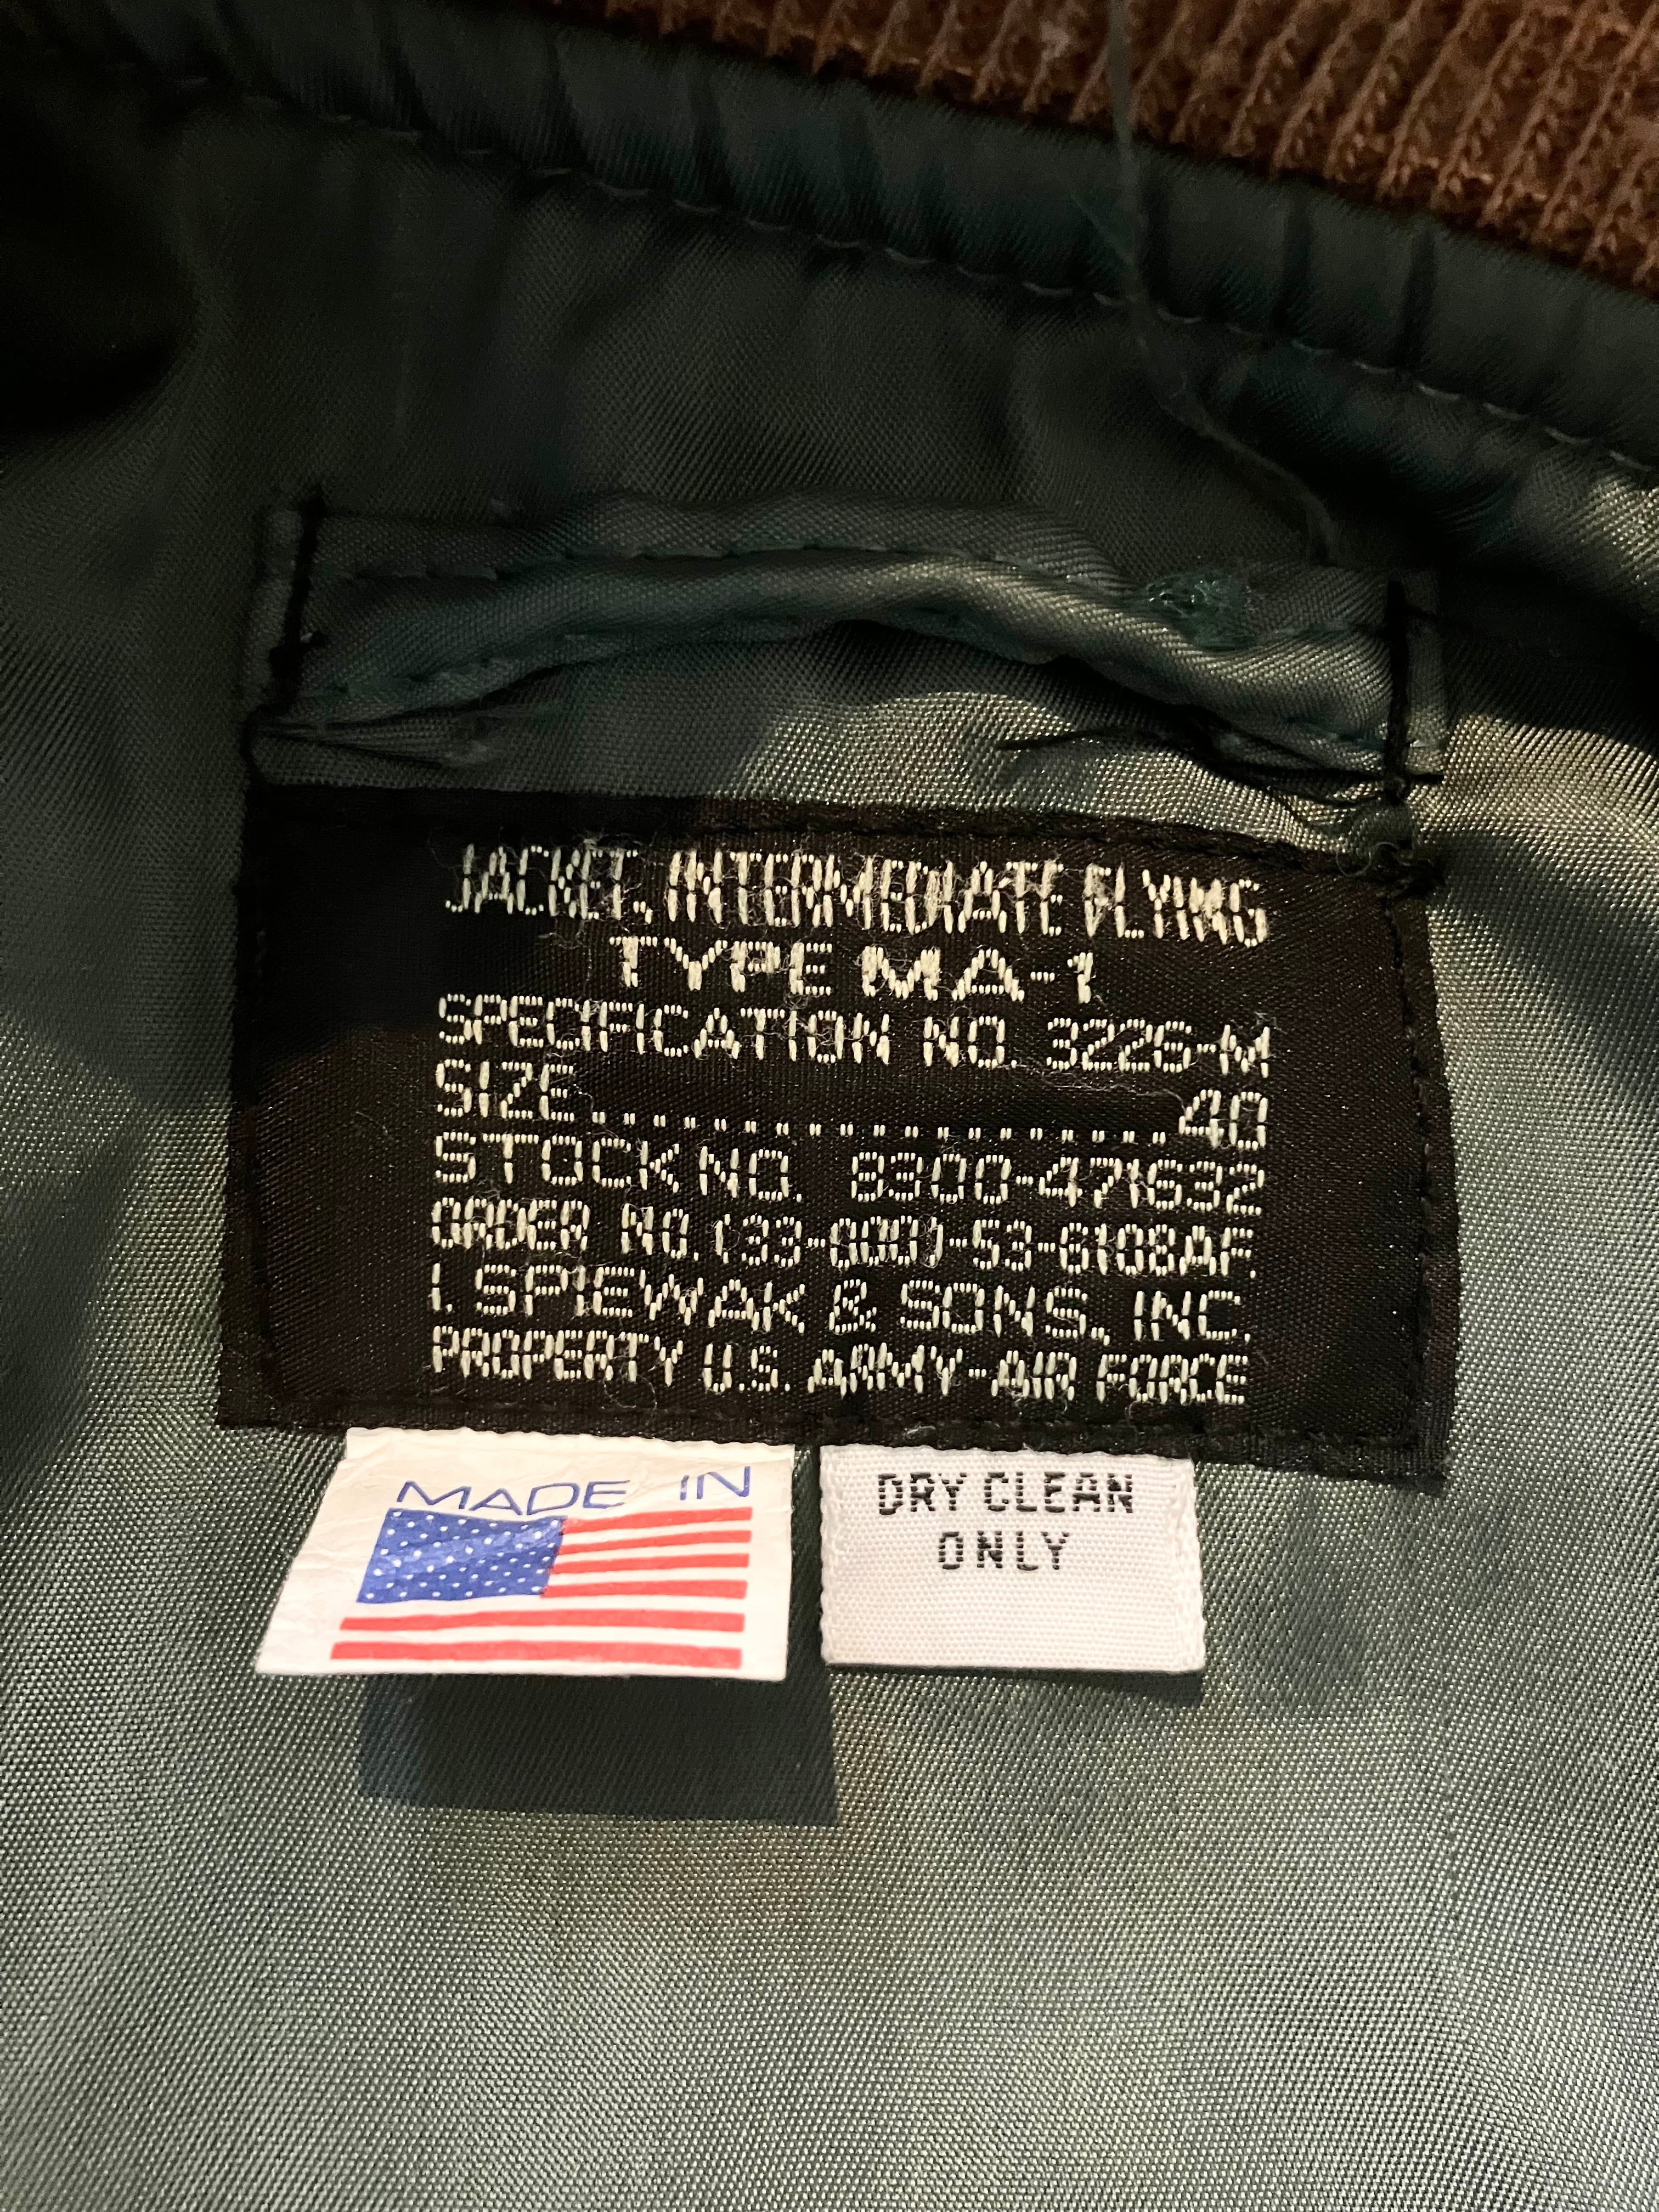 JACKET, INTERMEDIATE FLYING
TYPE MA-1
SPECIFICATION NO. 3226-M
SIZE....................40
STOCK NO. 8300-471632
ORDER NO. (33-000)-53-6108AF.
I. SPIEWAK & SONS, INC.
PROPERTY U.S. ARMY-AIR FORCE
MADE IN
DRY CLEAN
ONLY